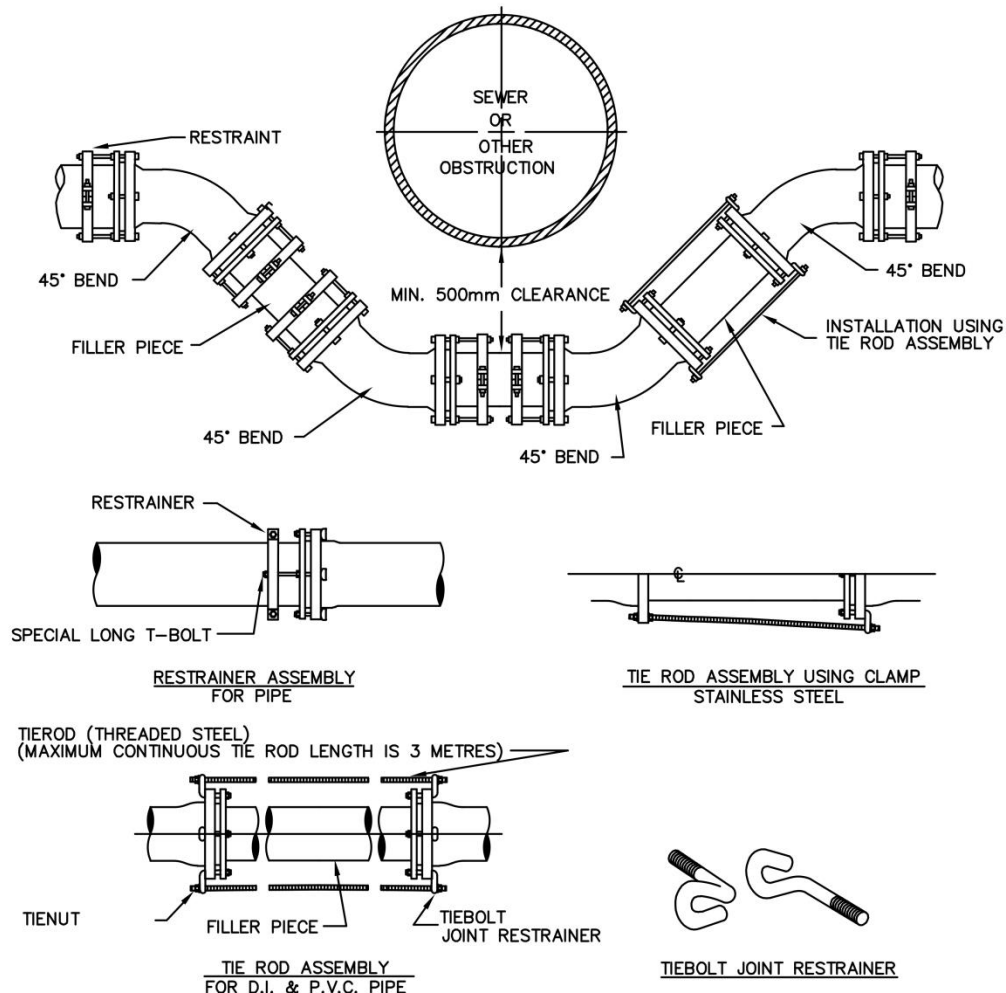 SEWER
OR
OTHER
OBSTRUCTION
RESTRAINT
45° BEND
MIN. 500mm CLEARANCE
45° BEND
FILLER PIECE
INSTALLATION USING
TIE ROD ASSEMBLY
45° BEND
FILLER PIECE
45° BEND
RESTRAINER
SPECIAL LONG T-BOLT
RESTRAINER ASSEMBLY
FOR PIPE
℄
TIE ROD ASSEMBLY USING CLAMP
STAINLESS STEEL
TIEROD (THREADED STEEL)
(MAXIMUM CONTINUOUS TIE ROD LENGTH IS 3 METRES)
TIENUT
FILLER PIECE
TIEBOLT
JOINT RESTRAINER
TIE ROD ASSEMBLY
FOR D.I. & P.V.C. PIPE
TIEBOLT JOINT RESTRAINER